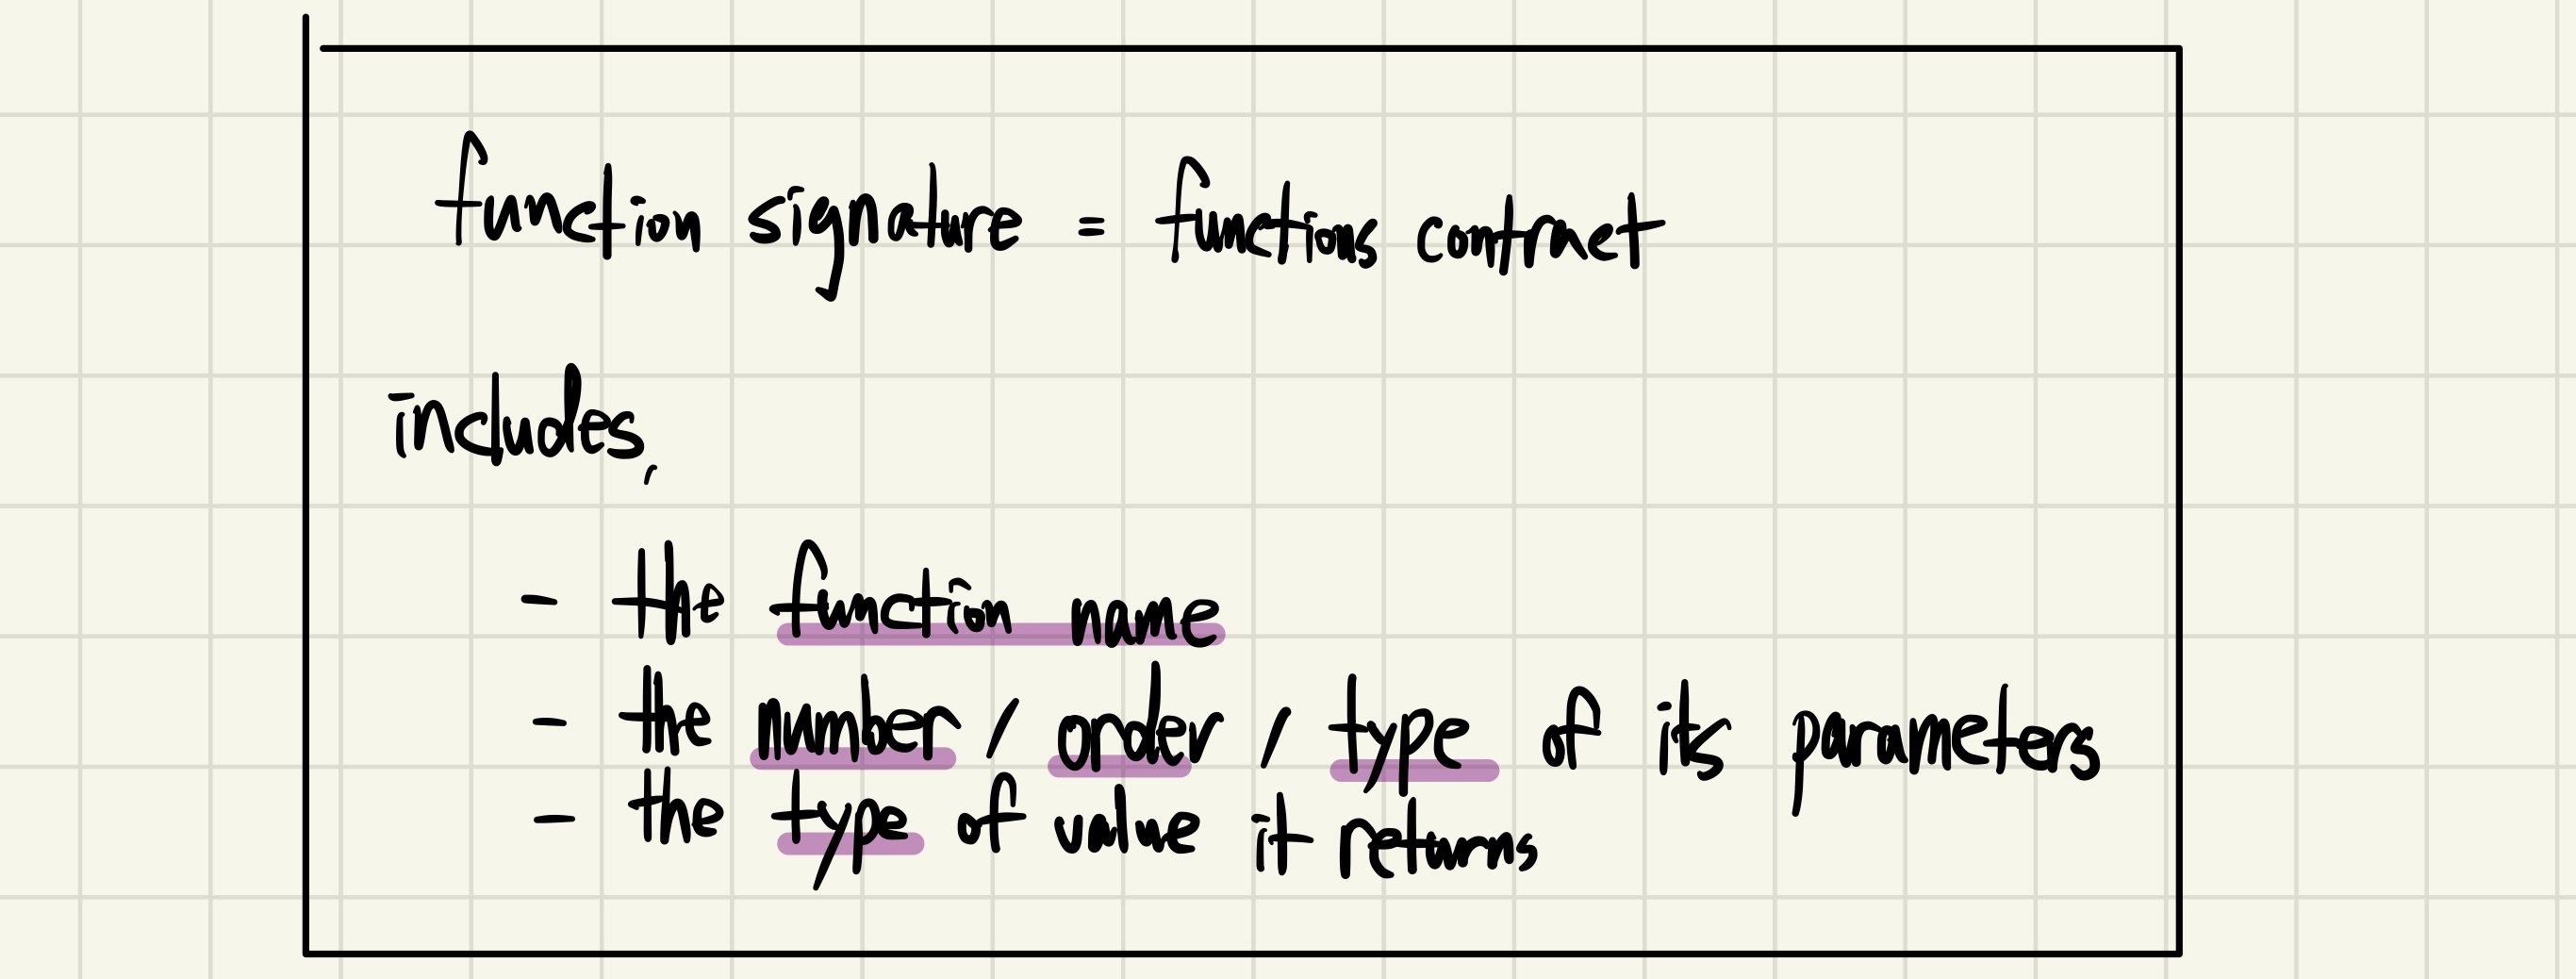 function signature = functions contract
includes,
- the function name
- the number / order / type of its parameters
- the type of value it returns